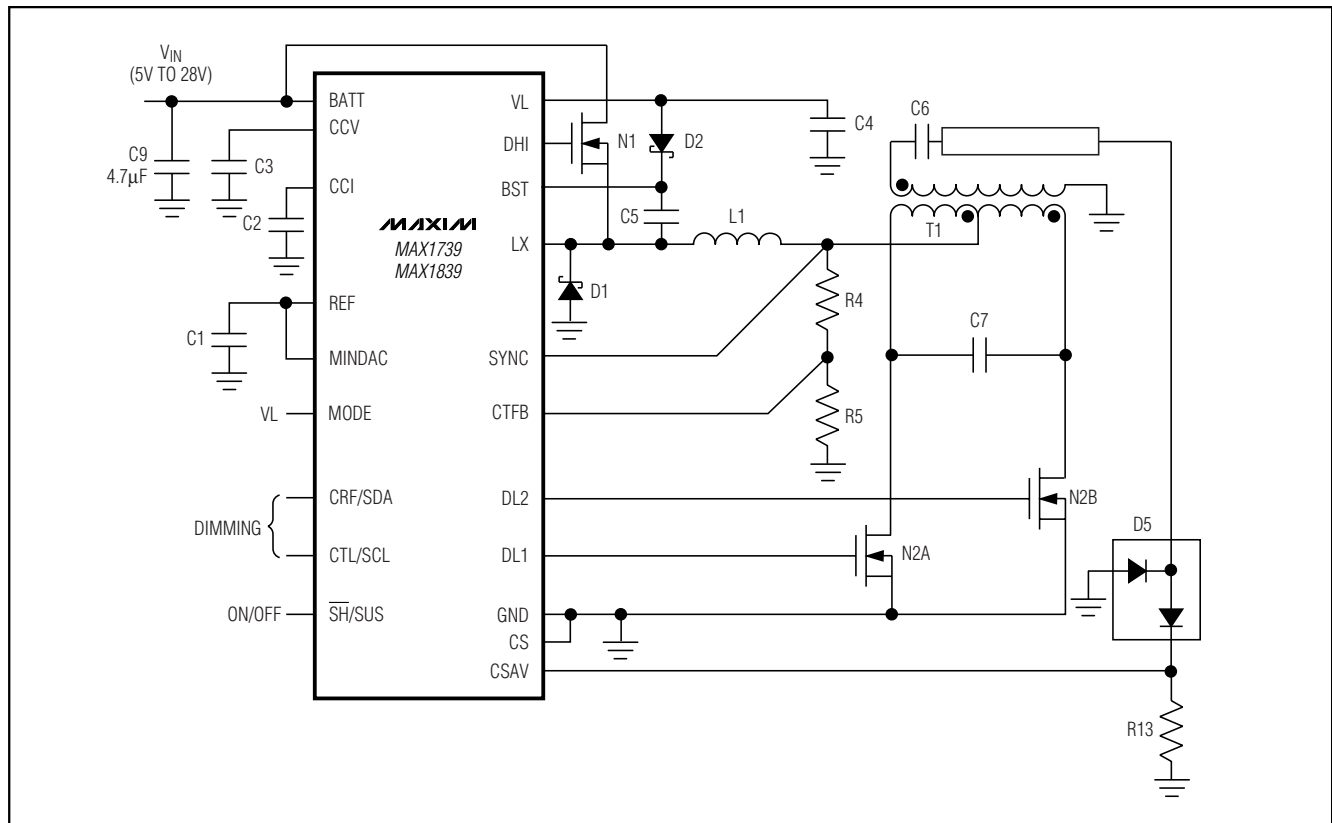 VIN
(5V TO 28V)
C9
4.7µF
C3
C2
C1
VL
DIMMING
ON/OFF
BATT
CCV
CCI
REF
MINDAC
MODE
CRF/SDA
CTL/SCL
SH/SUS
MAXIM
MAX1739
MAX1839
VL
DHI
BST
LX
SYNC
CTFB
DL2
DL1
GND
CS
CSAV
N1
D2
C4
C5
L1
D1
R4
R5
C6
T1
C7
N2B
N2A
D5
R13